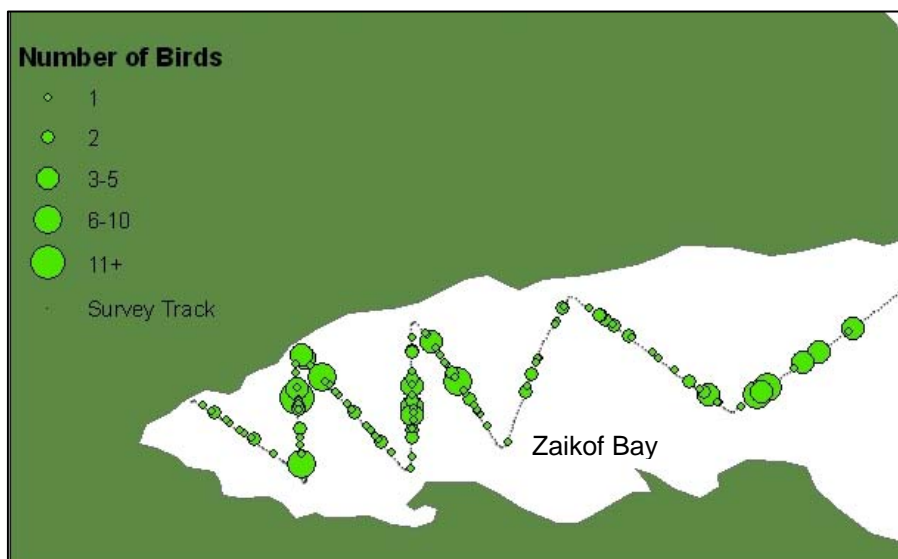 Number of Birds
1
2
3-5
6-10
11+
Survey Track
Zaikof Bay